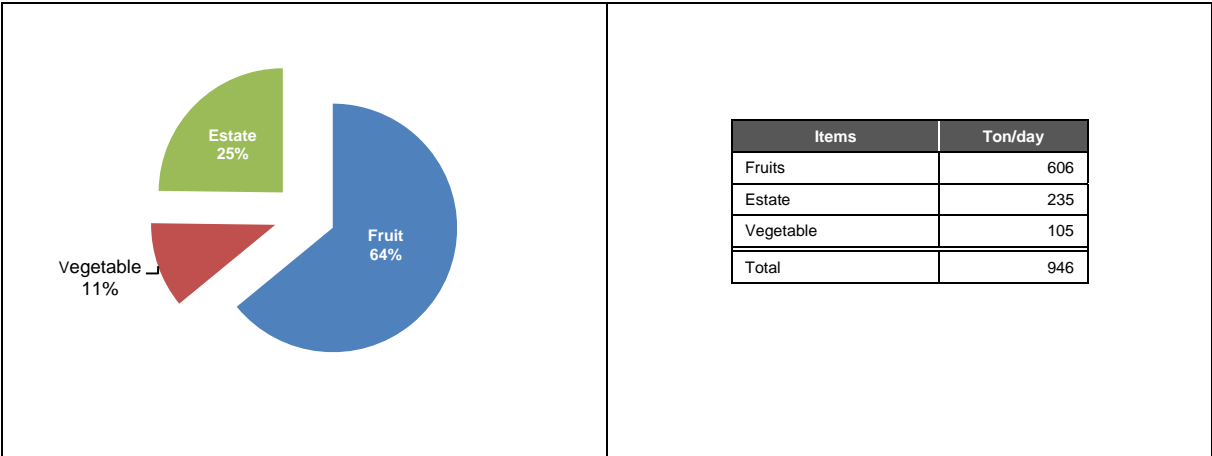 Estate
25%
Fruit
64%
Vegetable
11%
Items Ton/day
Fruits 606
Estate 235
Vegetable 105
Total 946